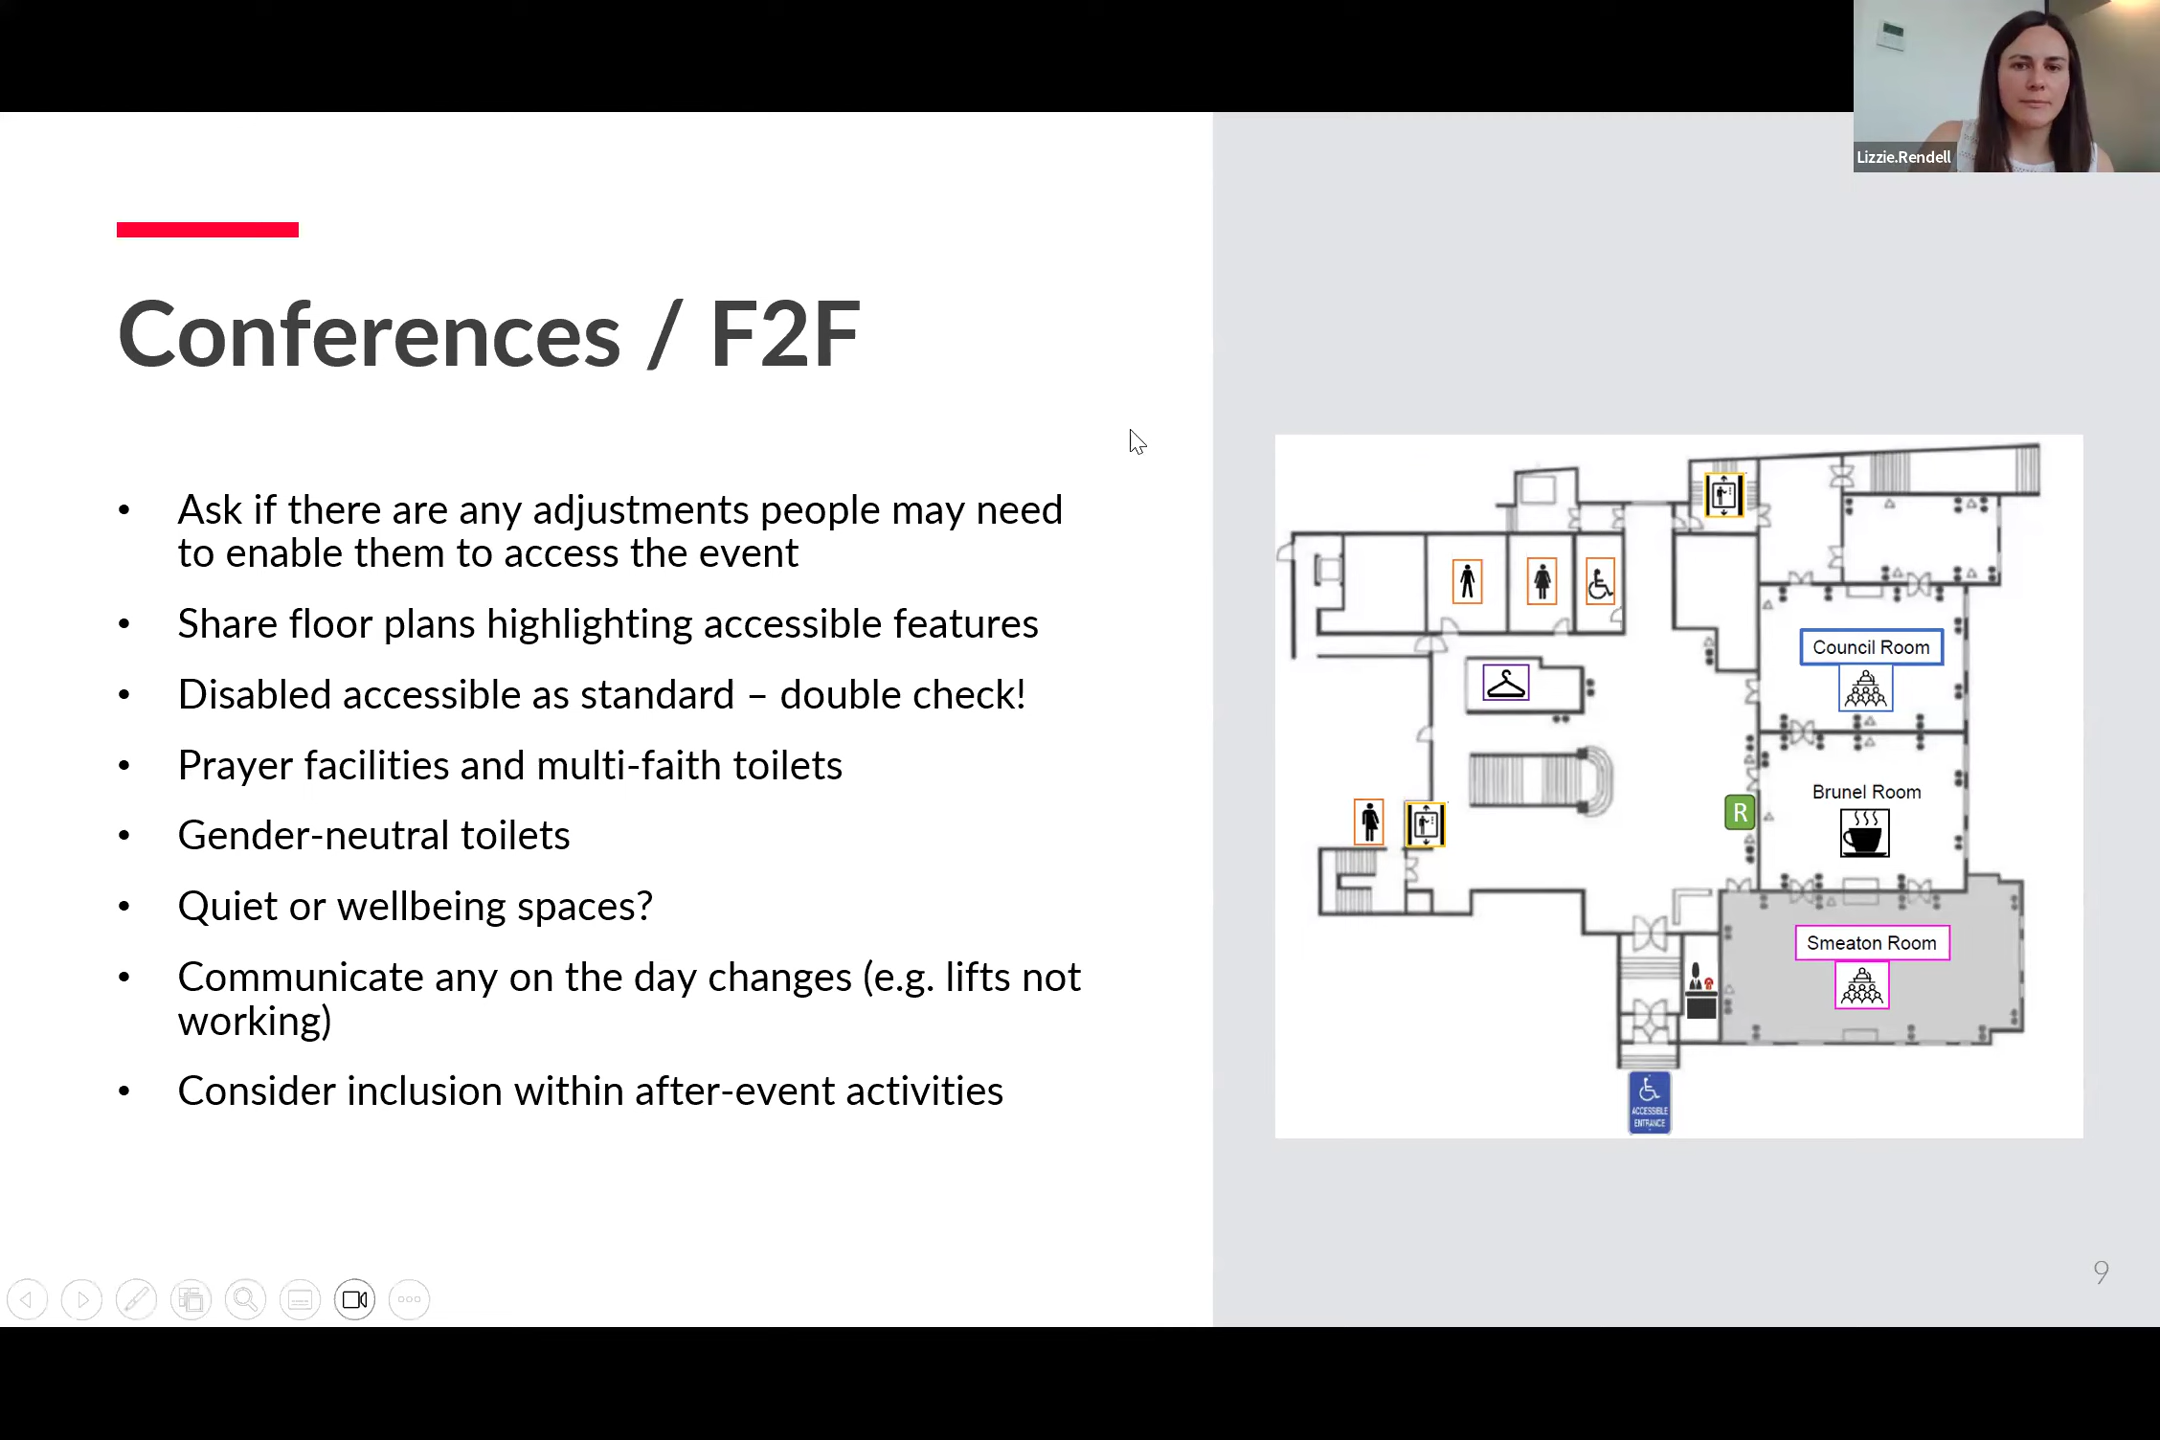 Lizzie.Rendell
Conferences / F2F
• Ask if there are any adjustments people may need
to enable them to access the event
• Share floor plans highlighting accessible features
• Disabled accessible as standard – double check!
• Prayer facilities and multi-faith toilets
• Gender-neutral toilets
• Quiet or wellbeing spaces?
• Communicate any on the day changes (e.g. lifts not
working)
• Consider inclusion within after-event activities
Council Room
Brunel Room
R
Smeaton Room
ACCESSIBLE
ENTRANCE
9